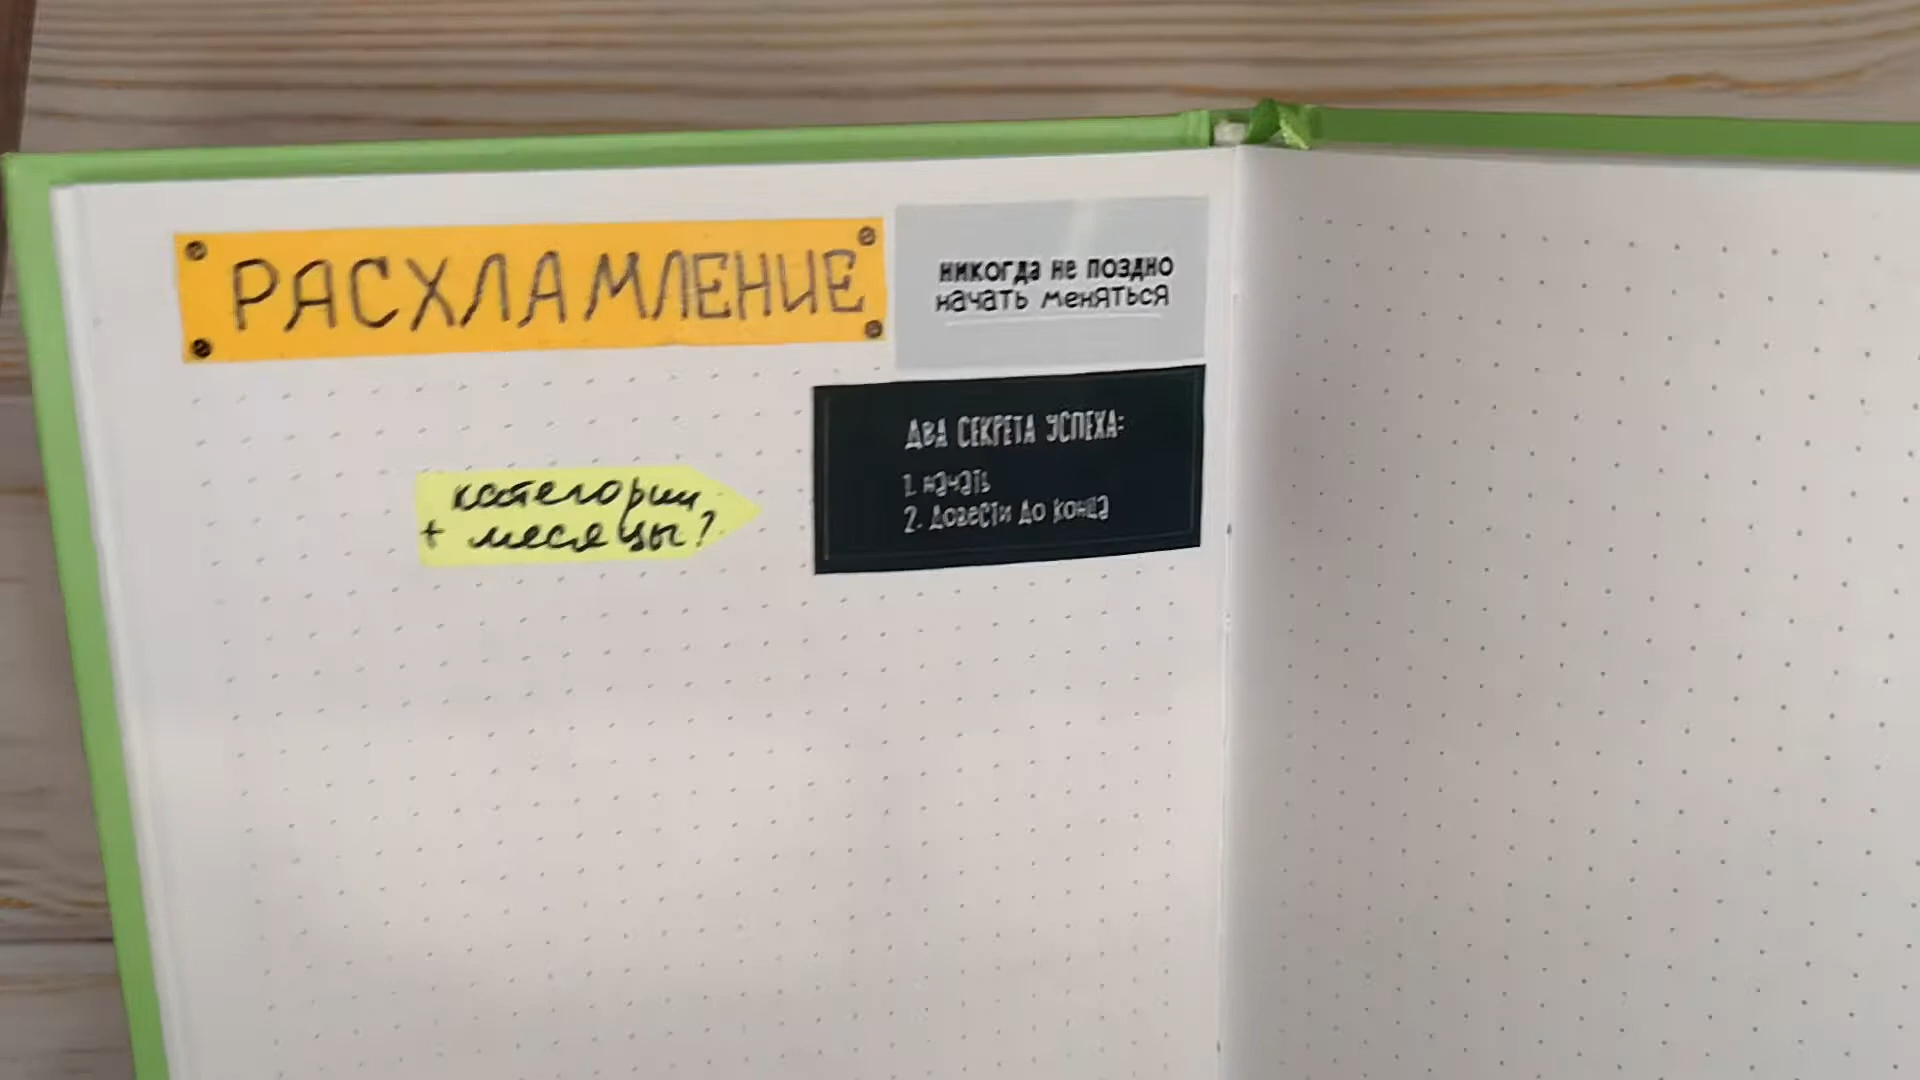 РАСХЛАМЛЕНИЕ
никогда не поздно
начать меняться
ДВА СЕКРЕТА УСПЕХА:
1. начать
2. довести до конца
категории
+ месяцы?